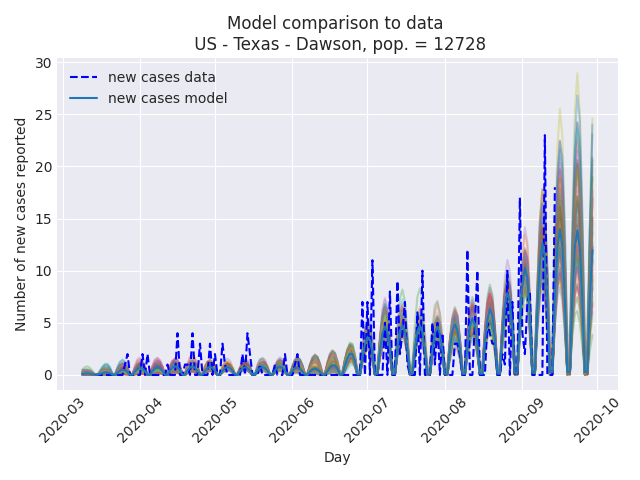 Model comparison to data
US - Texas - Dawson, pop. = 12728
new cases data
new cases model
Number of new cases reported
30
25
20
15
10
5
0
2020-03
2020-04
2020-05
2020-06
2020-07
2020-08
2020-09
2020-10
Day